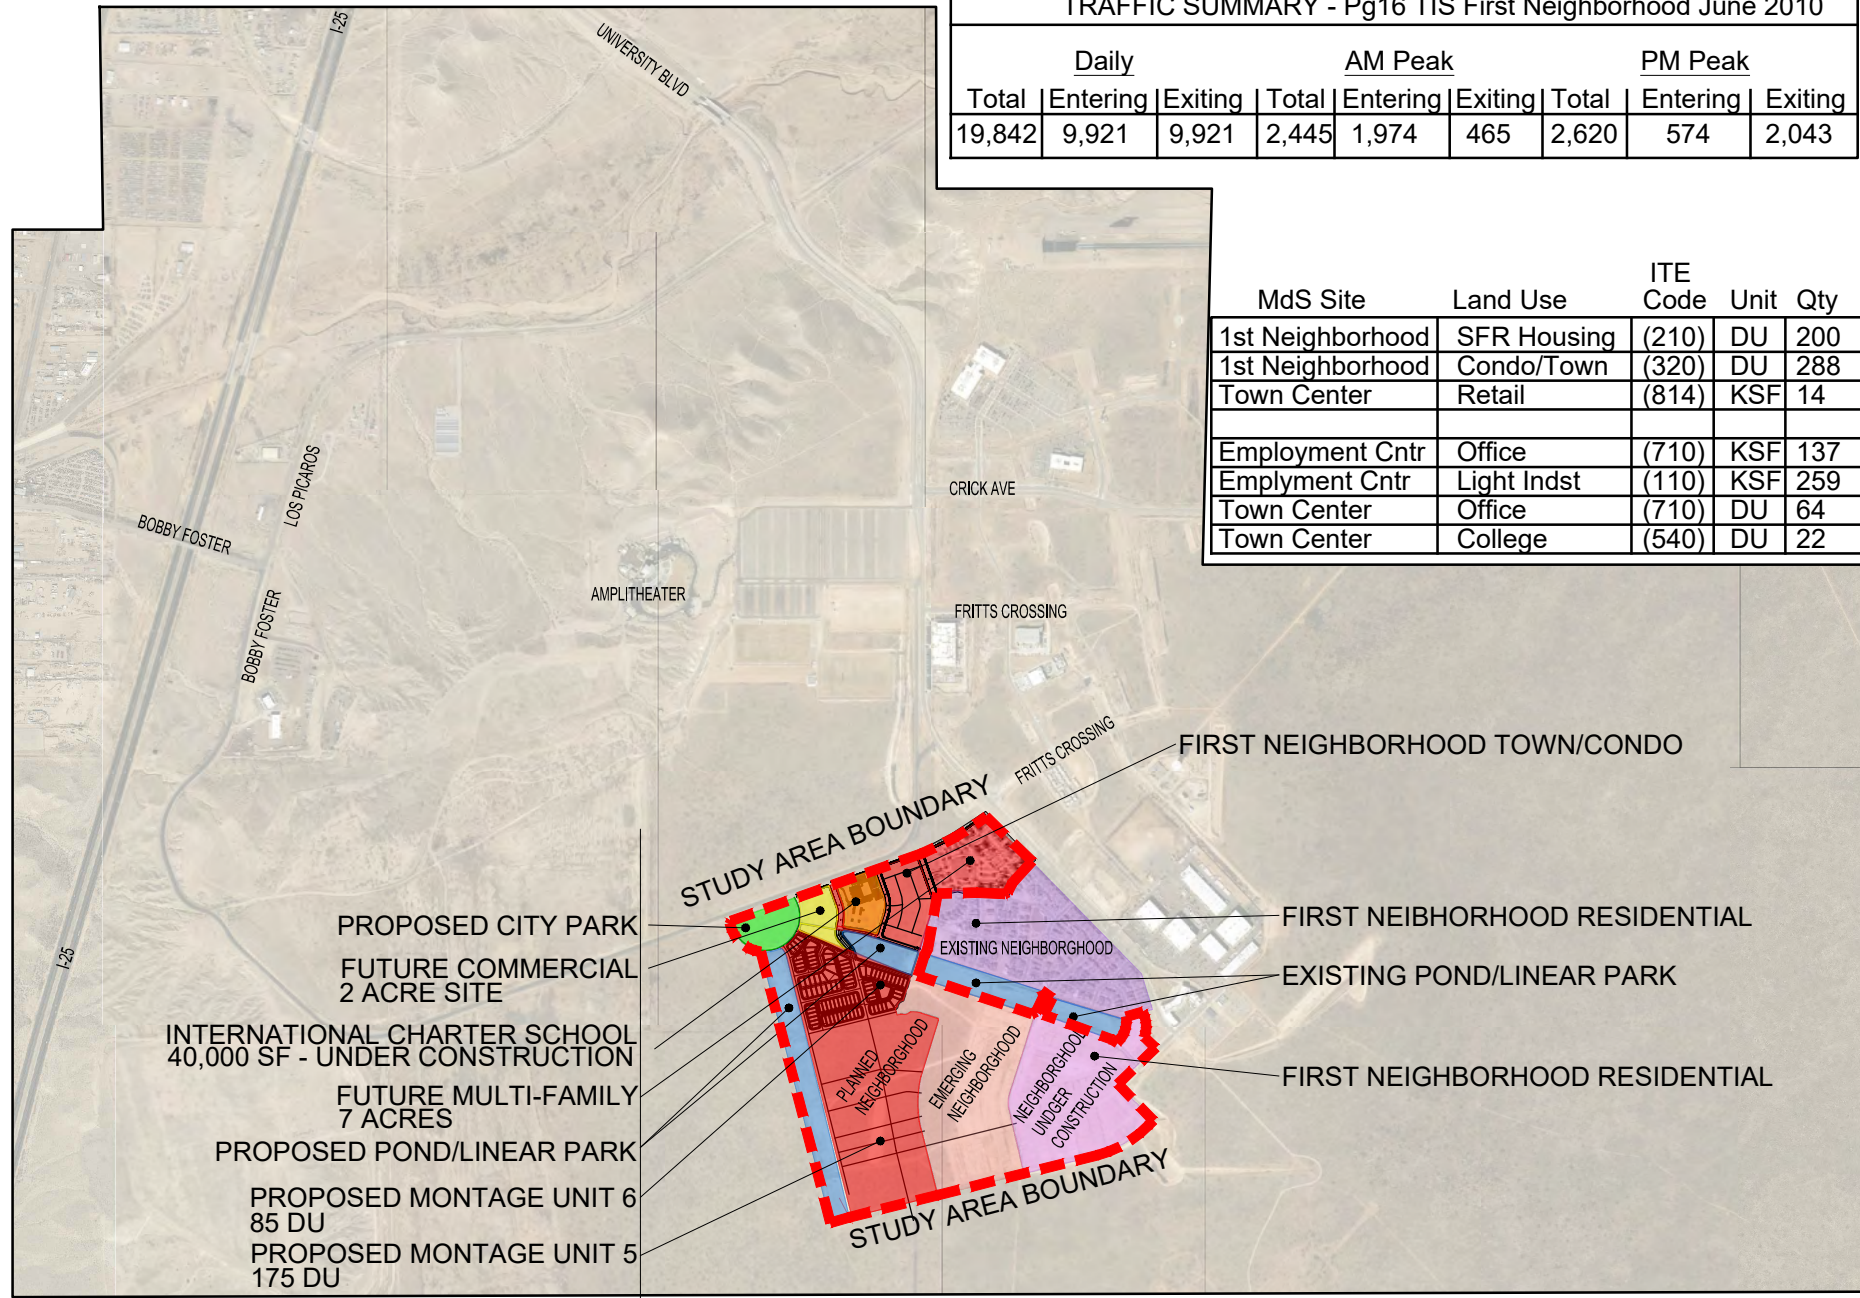 TRAFFIC SUMMARY - Pg16 TIS First Neighborhood June 2010
Daily AM Peak PM Peak
Total Entering Exiting Total Entering Exiting Total Entering Exiting
19,842 9,921 9,921 2,445 1,974 465 2,620 574 2,043
I-25
UNIVERSITY BLVD
ITE
MdS Site Land Use Code Unit Qty
1st Neighborhood SFR Housing (210) DU 200
1st Neighborhood Condo/Town (320) DU 288
Town Center Retail (814) KSF 14
Employment Cntr Office (710) KSF 137
Emplyment Cntr Light Indst (110) KSF 259
Town Center Office (710) DU 64
Town Center College (540) DU 22
LOS PICAROS
CRICK AVE
BOBBY FOSTER
AMPLITHEATER
FRITTS CROSSING
BOBBY FOSTER
FRITTS CROSSING
FIRST NEIGHBORHOOD TOWN/CONDO
STUDY AREA BOUNDARY
PROPOSED CITY PARK
FIRST NEIBHORHOOD RESIDENTIAL
EXISTING NEIGHBORGHOOD
I-25
FUTURE COMMERCIAL
2 ACRE SITE
EXISTING POND/LINEAR PARK
INTERNATIONAL CHARTER SCHOOL
40,000 SF - UNDER CONSTRUCTION
PLANNED
NEIGHBORGHOOD
EMERGING
NEIGHBORGHOOD
NEIGHBORGHOOD
UNDGER
CONSTRUCTION
FIRST NEIGHBORHOOD RESIDENTIAL
FUTURE MULTI-FAMILY
7 ACRES
PROPOSED POND/LINEAR PARK
PROPOSED MONTAGE UNIT 6
85 DU
STUDY AREA BOUNDARY
PROPOSED MONTAGE UNIT 5
175 DU